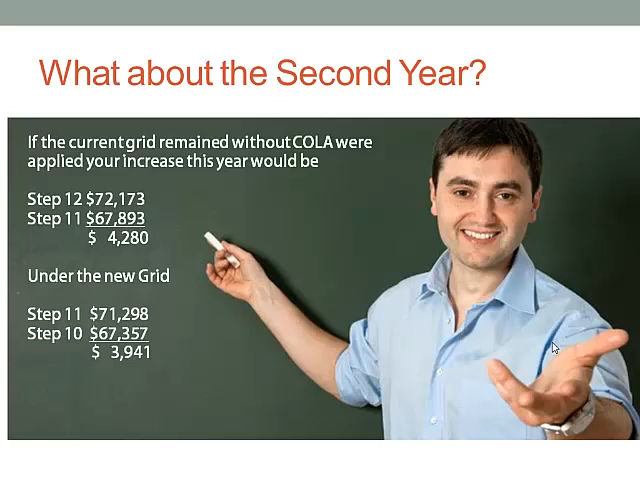 What about the Second Year?
If the current grid remained without COLA were
applied your increase this year would be
Step 12 $72,173
Step 11 $67,893
$ 4,280
Under the new Grid
Step 11 $71,298
Step 10 $67,357
$ 3,941